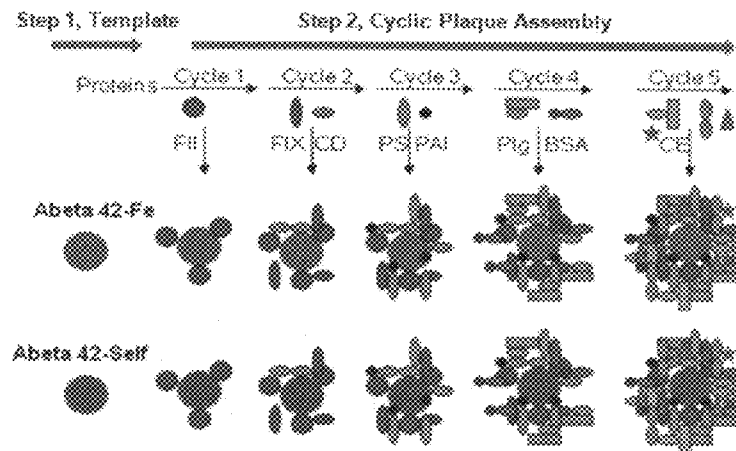 Step 1, Template
Step 2, Cyclic Plaque Assembly
Proteins Cycle 1 Cycle 2 Cycle 3 Cycle 4 Cycle 5
FII FIX CD PS PAI Plg BSA CE
Abeta 42-Fe
Abeta 42-Self